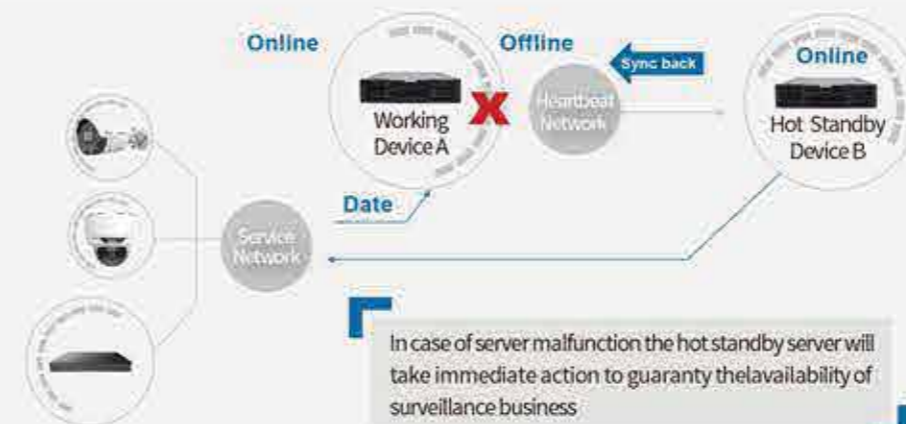 Online
Offline
Sync back
Online
Working
Device A
Heartbeat
Network
Hot Standby
Device B
Date
Service
Network
In case of server malfunction the hot standby server will
take immediate action to guaranty thelavailability of
surveillance business